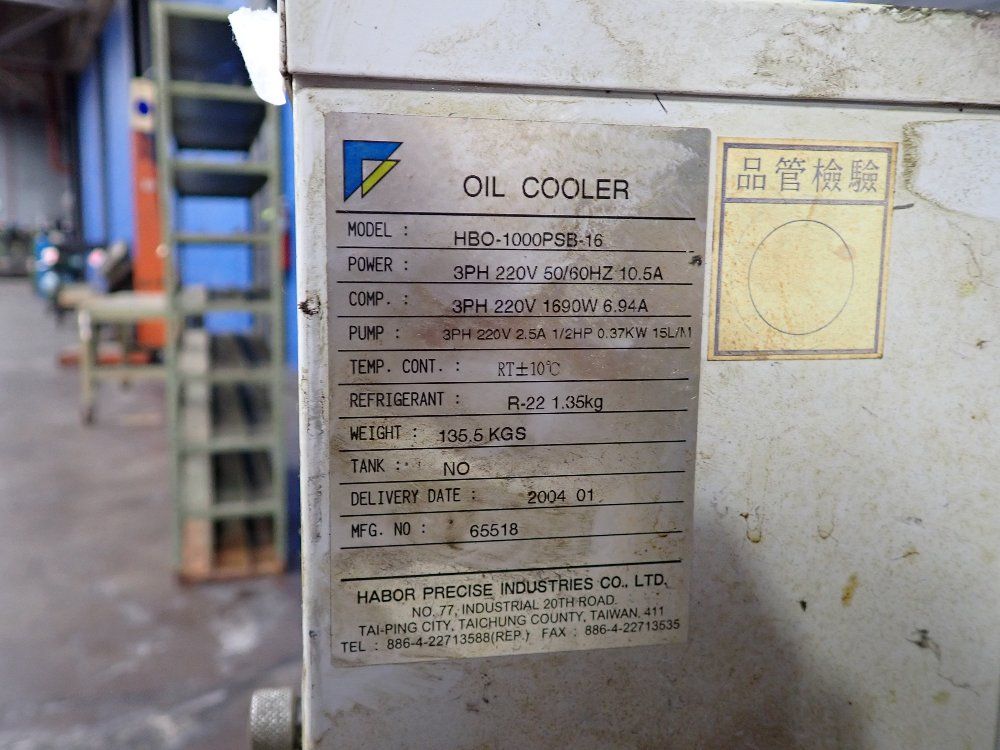 OIL COOLER
MODEL : HBO-1000PSB-16
POWER : 3PH 220V 50/60HZ 10.5A
COMP. : 3PH 220V 1690W 6.94A
PUMP : 3PH 220V 2.5A 1/2HP 0.37KW 15L/M
TEMP. CONT. : RT±10℃
REFRIGERANT : R-22 1.35kg
WEIGHT : 135.5 KGS
TANK : NO
DELIVERY DATE : 2004 01
MFG. NO : 65518
HABOR PRECISE INDUSTRIES CO., LTD.
NO. 77, INDUSTRIAL 20TH ROAD.
TAI-PING CITY, TAICHUNG COUNTY, TAIWAN, 411
TEL : 886-4-22713588(REP.) FAX : 886-4-22713535
品管檢驗